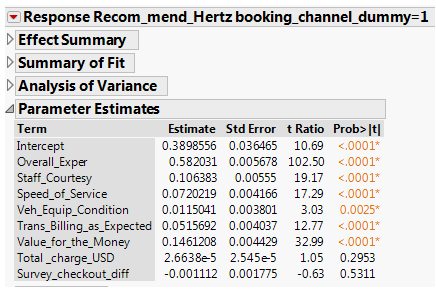 Response Recom_mend_Hertz booking_channel_dummy=1
Effect Summary
Summary of Fit
Analysis of Variance
Parameter Estimates
Term Estimate Std Error t Ratio Prob>|t|
Intercept 0.3898556 0.036465 10.69 <.0001*
Overall_Exper 0.582031 0.005678 102.50 <.0001*
Staff_Courtesy 0.106383 0.00555 19.17 <.0001*
Speed_of_Service 0.0720219 0.004166 17.29 <.0001*
Veh_Equip_Condition 0.0115041 0.003801 3.03 0.0025*
Trans_Billing_as_Expected 0.0515692 0.004037 12.77 <.0001*
Value_for_the_Money 0.1461208 0.004429 32.99 <.0001*
Total _charge_USD 2.6638e-5 2.545e-5 1.05 0.2953
Survey_checkout_diff -0.001112 0.001775 -0.63 0.5311